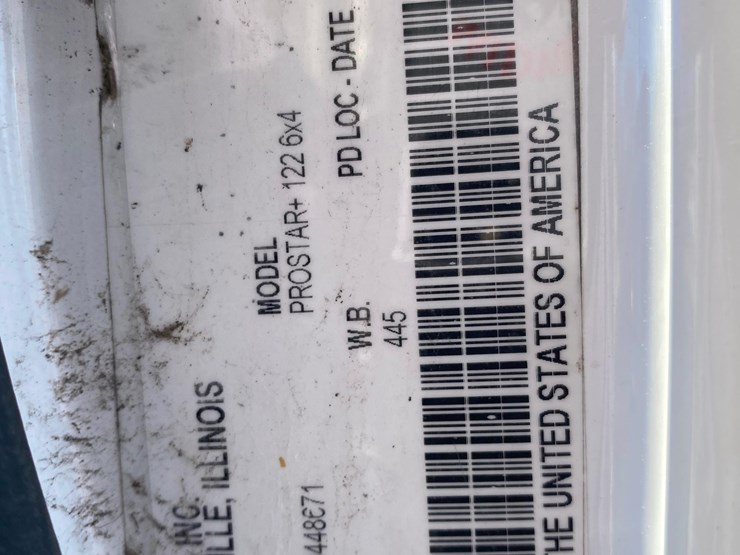 INC.
LLE, ILLINOIS
MODEL
PROSTAR+ 122 6x4
448671
W.B.
445
PD LOC - DATE
HE UNITED STATES OF AMERICA